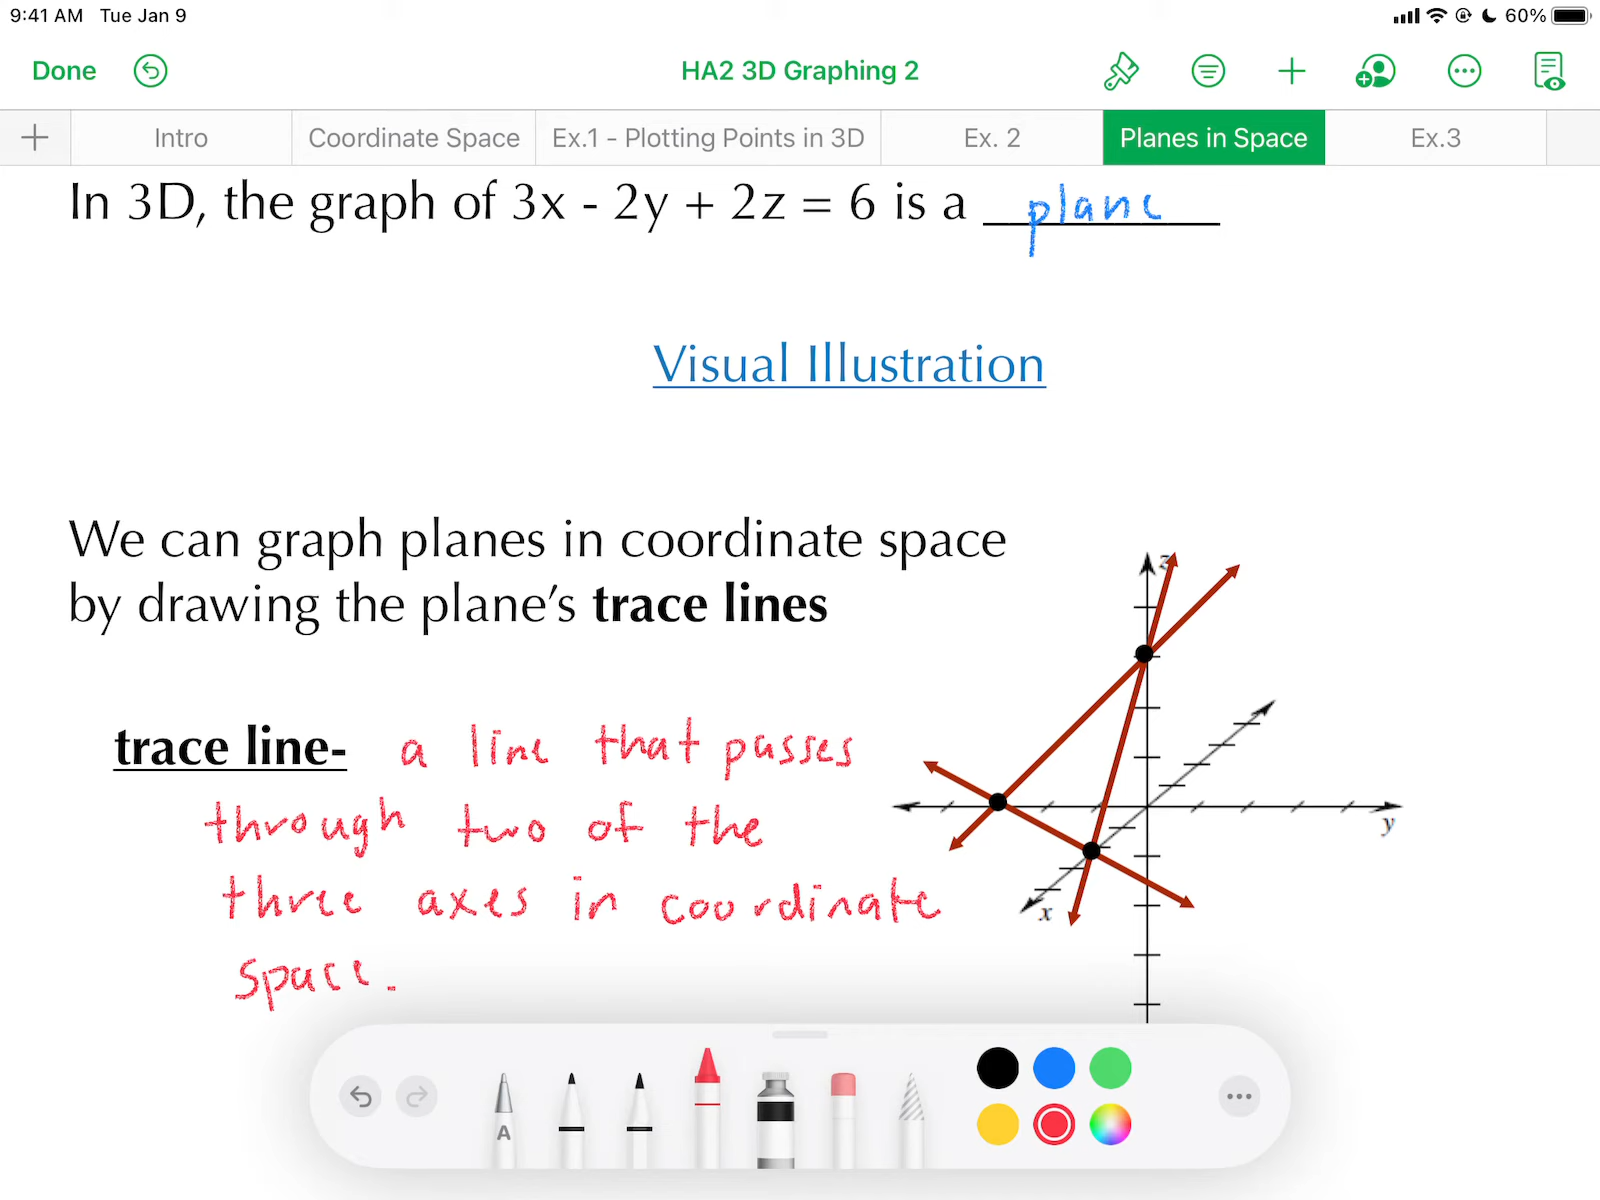 9:41 AM Tue Jan 9 60%
Done HA2 3D Graphing 2
Intro Coordinate Space Ex.1 - Plotting Points in 3D Ex. 2 Planes in Space Ex.3
In 3D, the graph of 3x - 2y + 2z = 6 is a plane
Visual Illustration
We can graph planes in coordinate space
by drawing the plane's trace lines
trace line- a line that passes
through two of the
three axes in coordinate
space.
z
y
x
A